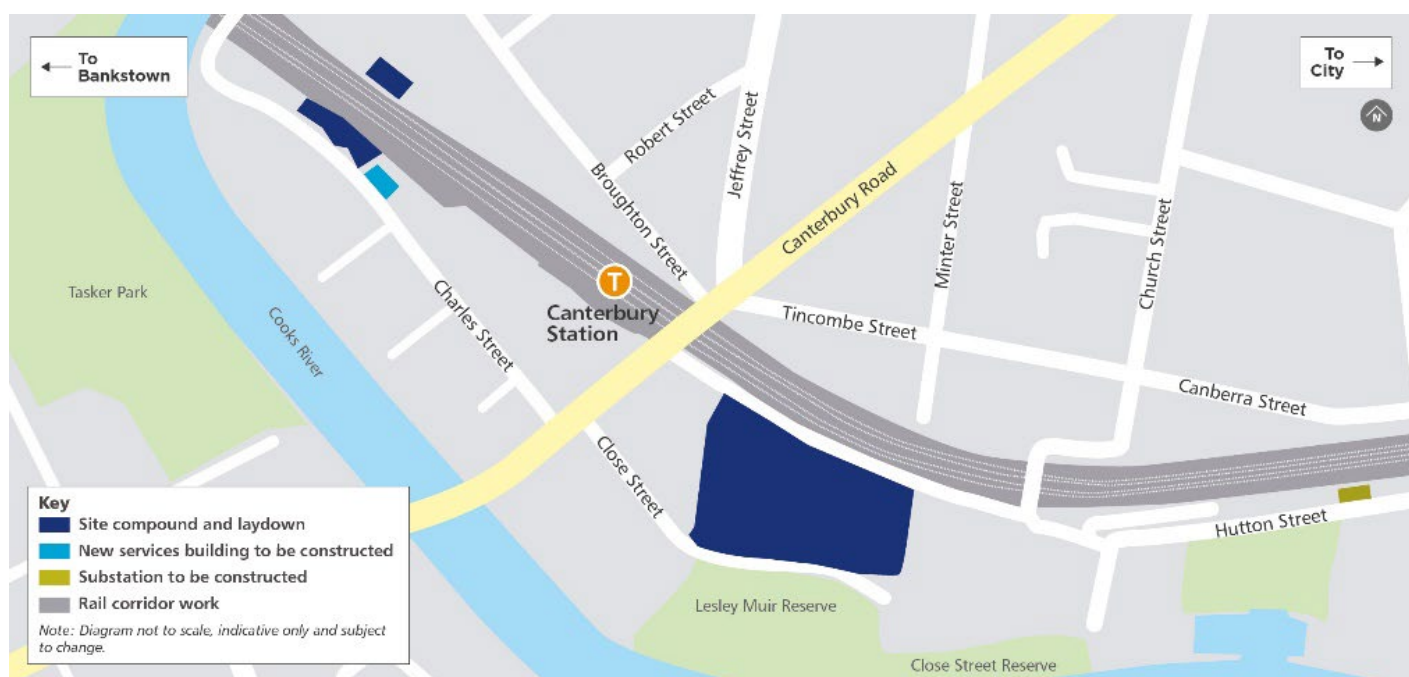 To
Bankstown
To
City
N
Robert Street
Jeffrey Street
Broughton Street
Canterbury Road
Minter Street
Church Street
Tasker Park
Cooks River
Charles Street
T
Canterbury
Station
Tincombe Street
Canberra Street
Close Street
Hutton Street
Lesley Muir Reserve
Close Street Reserve
Key
Site compound and laydown
New services building to be constructed
Substation to be constructed
Rail corridor work
Note: Diagram not to scale, indicative only and subject
to change.